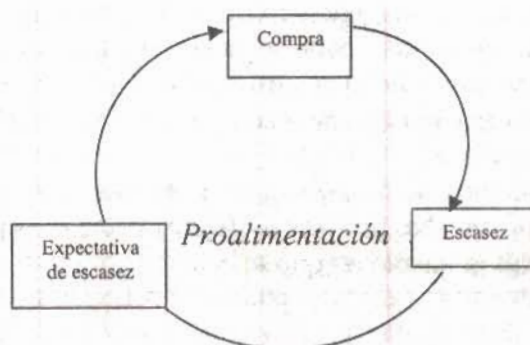 Compra
Proalimentación
Escasez
Expectativa
de escasez